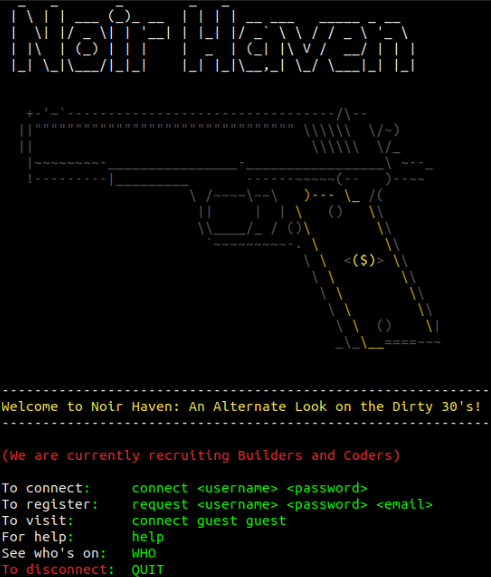 Noir Haven
($)
Welcome to Noir Haven: An Alternate Look on the Dirty 30's!
(We are currently recruiting Builders and Coders)
To connect: connect <username> <password>
To register: request <username> <password> <email>
To visit: connect guest guest
For help: help
See who's on: WHO
To disconnect: QUIT